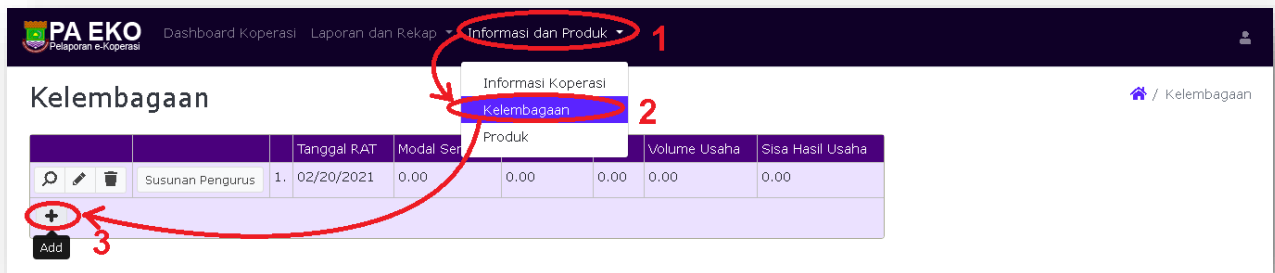 PA EKO
Pelaporan e-Koperasi
Dashboard Koperasi Laporan dan Rekap Informasi dan Produk 1
Informasi Koperasi
Kelembagaan 2
Produk
Kelembagaan
/ Kelembagaan
Tanggal RAT Modal Volume Usaha Sisa Hasil Usaha
Susunan Pengurus 1. 02/20/2021 0.00 0.00 0.00 0.00 0.00
+
Add 3